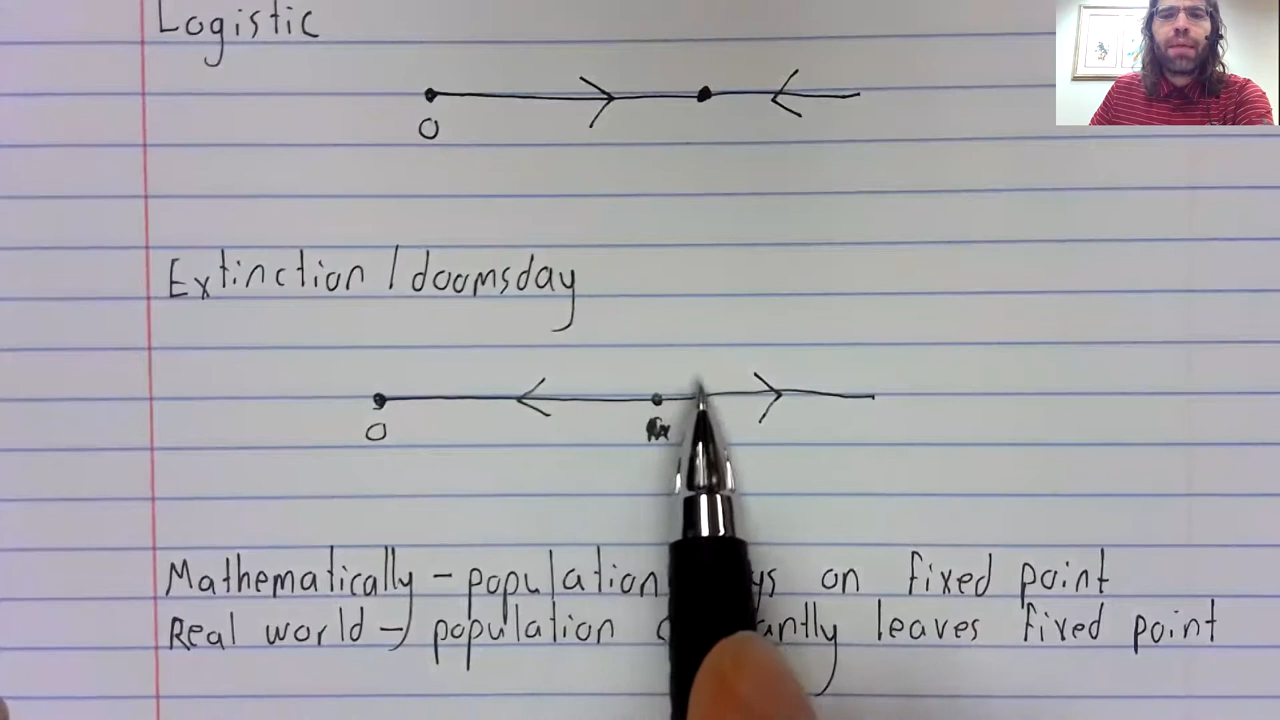 Logistic
0
Extinction/doomsday
0
Mathematically - population on fixed point
Real world → population leaves fixed point